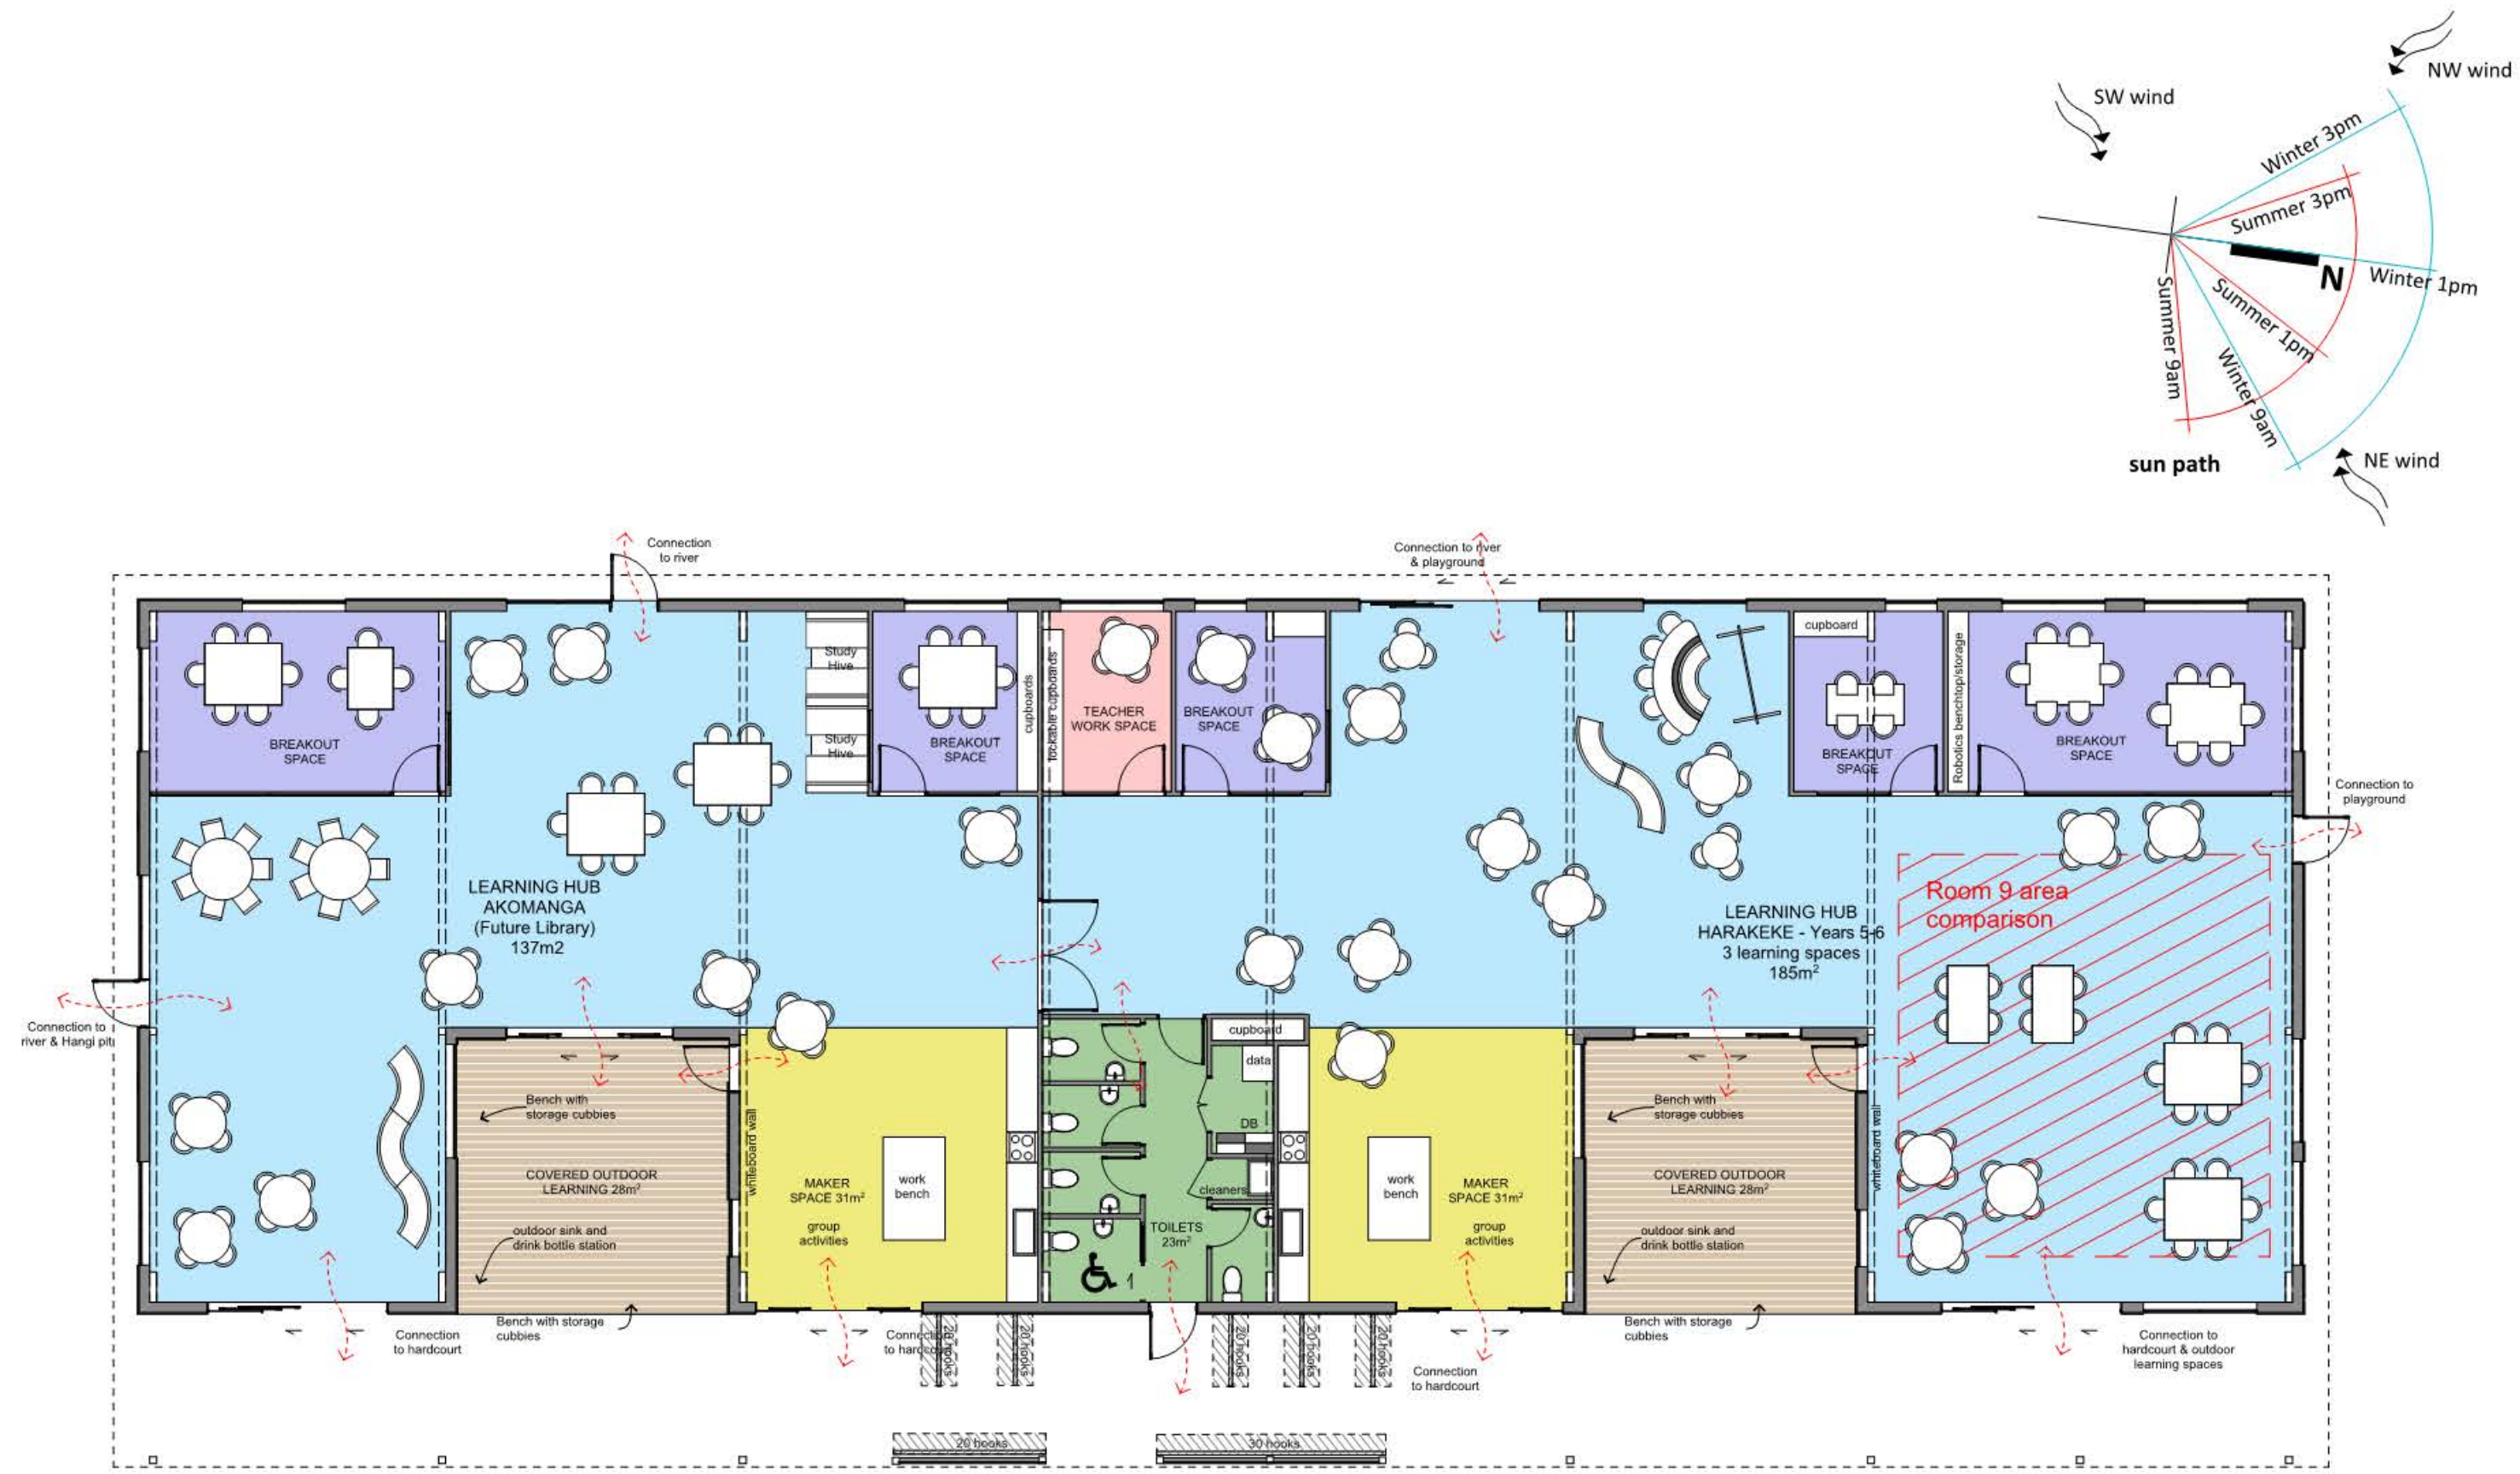 NW wind
SW wind
Winter 3pm
Summer 3pm
N
Winter 1pm
Summer 1pm
Summer 9am
Winter 9am
sun path
NE wind
Connection
to river
Connection to river
& playground
Study
Hive
Study
Hive
BREAKOUT
SPACE
BREAKOUT
SPACE
cupboards
lockable cupboards
TEACHER
WORK SPACE
BREAKOUT
SPACE
cupboard
BREAKOUT
SPACE
Robotics benchtop/storage
BREAKOUT
SPACE
Connection to
playground
LEARNING HUB
AKOMANGA
(Future Library)
137m2
LEARNING HUB
HARAKEKE - Years 5-6
3 learning spaces
185m²
Room 9 area
comparison
Connection to
river & Hangi pit
Bench with
storage cubbies
COVERED OUTDOOR
LEARNING 28m²
outdoor sink and
drink bottle station
whiteboard wall
MAKER
SPACE 31m²
group
activities
work
bench
cupboard
data
DB
cleaners
TOILETS
23m²
1
work
bench
MAKER
SPACE 31m²
group
activities
Bench with
storage cubbies
COVERED OUTDOOR
LEARNING 28m²
outdoor sink and
drink bottle station
whiteboard wall
Connection
to hardcourt
Bench with storage
cubbies
Connection
to hardcourt
20 hooks
20 hooks
20 hooks
20 hooks
20 hooks
Connection
to hardcourt
Bench with storage
cubbies
Connection to
hardcourt & outdoor
learning spaces
20 hooks
30 hooks